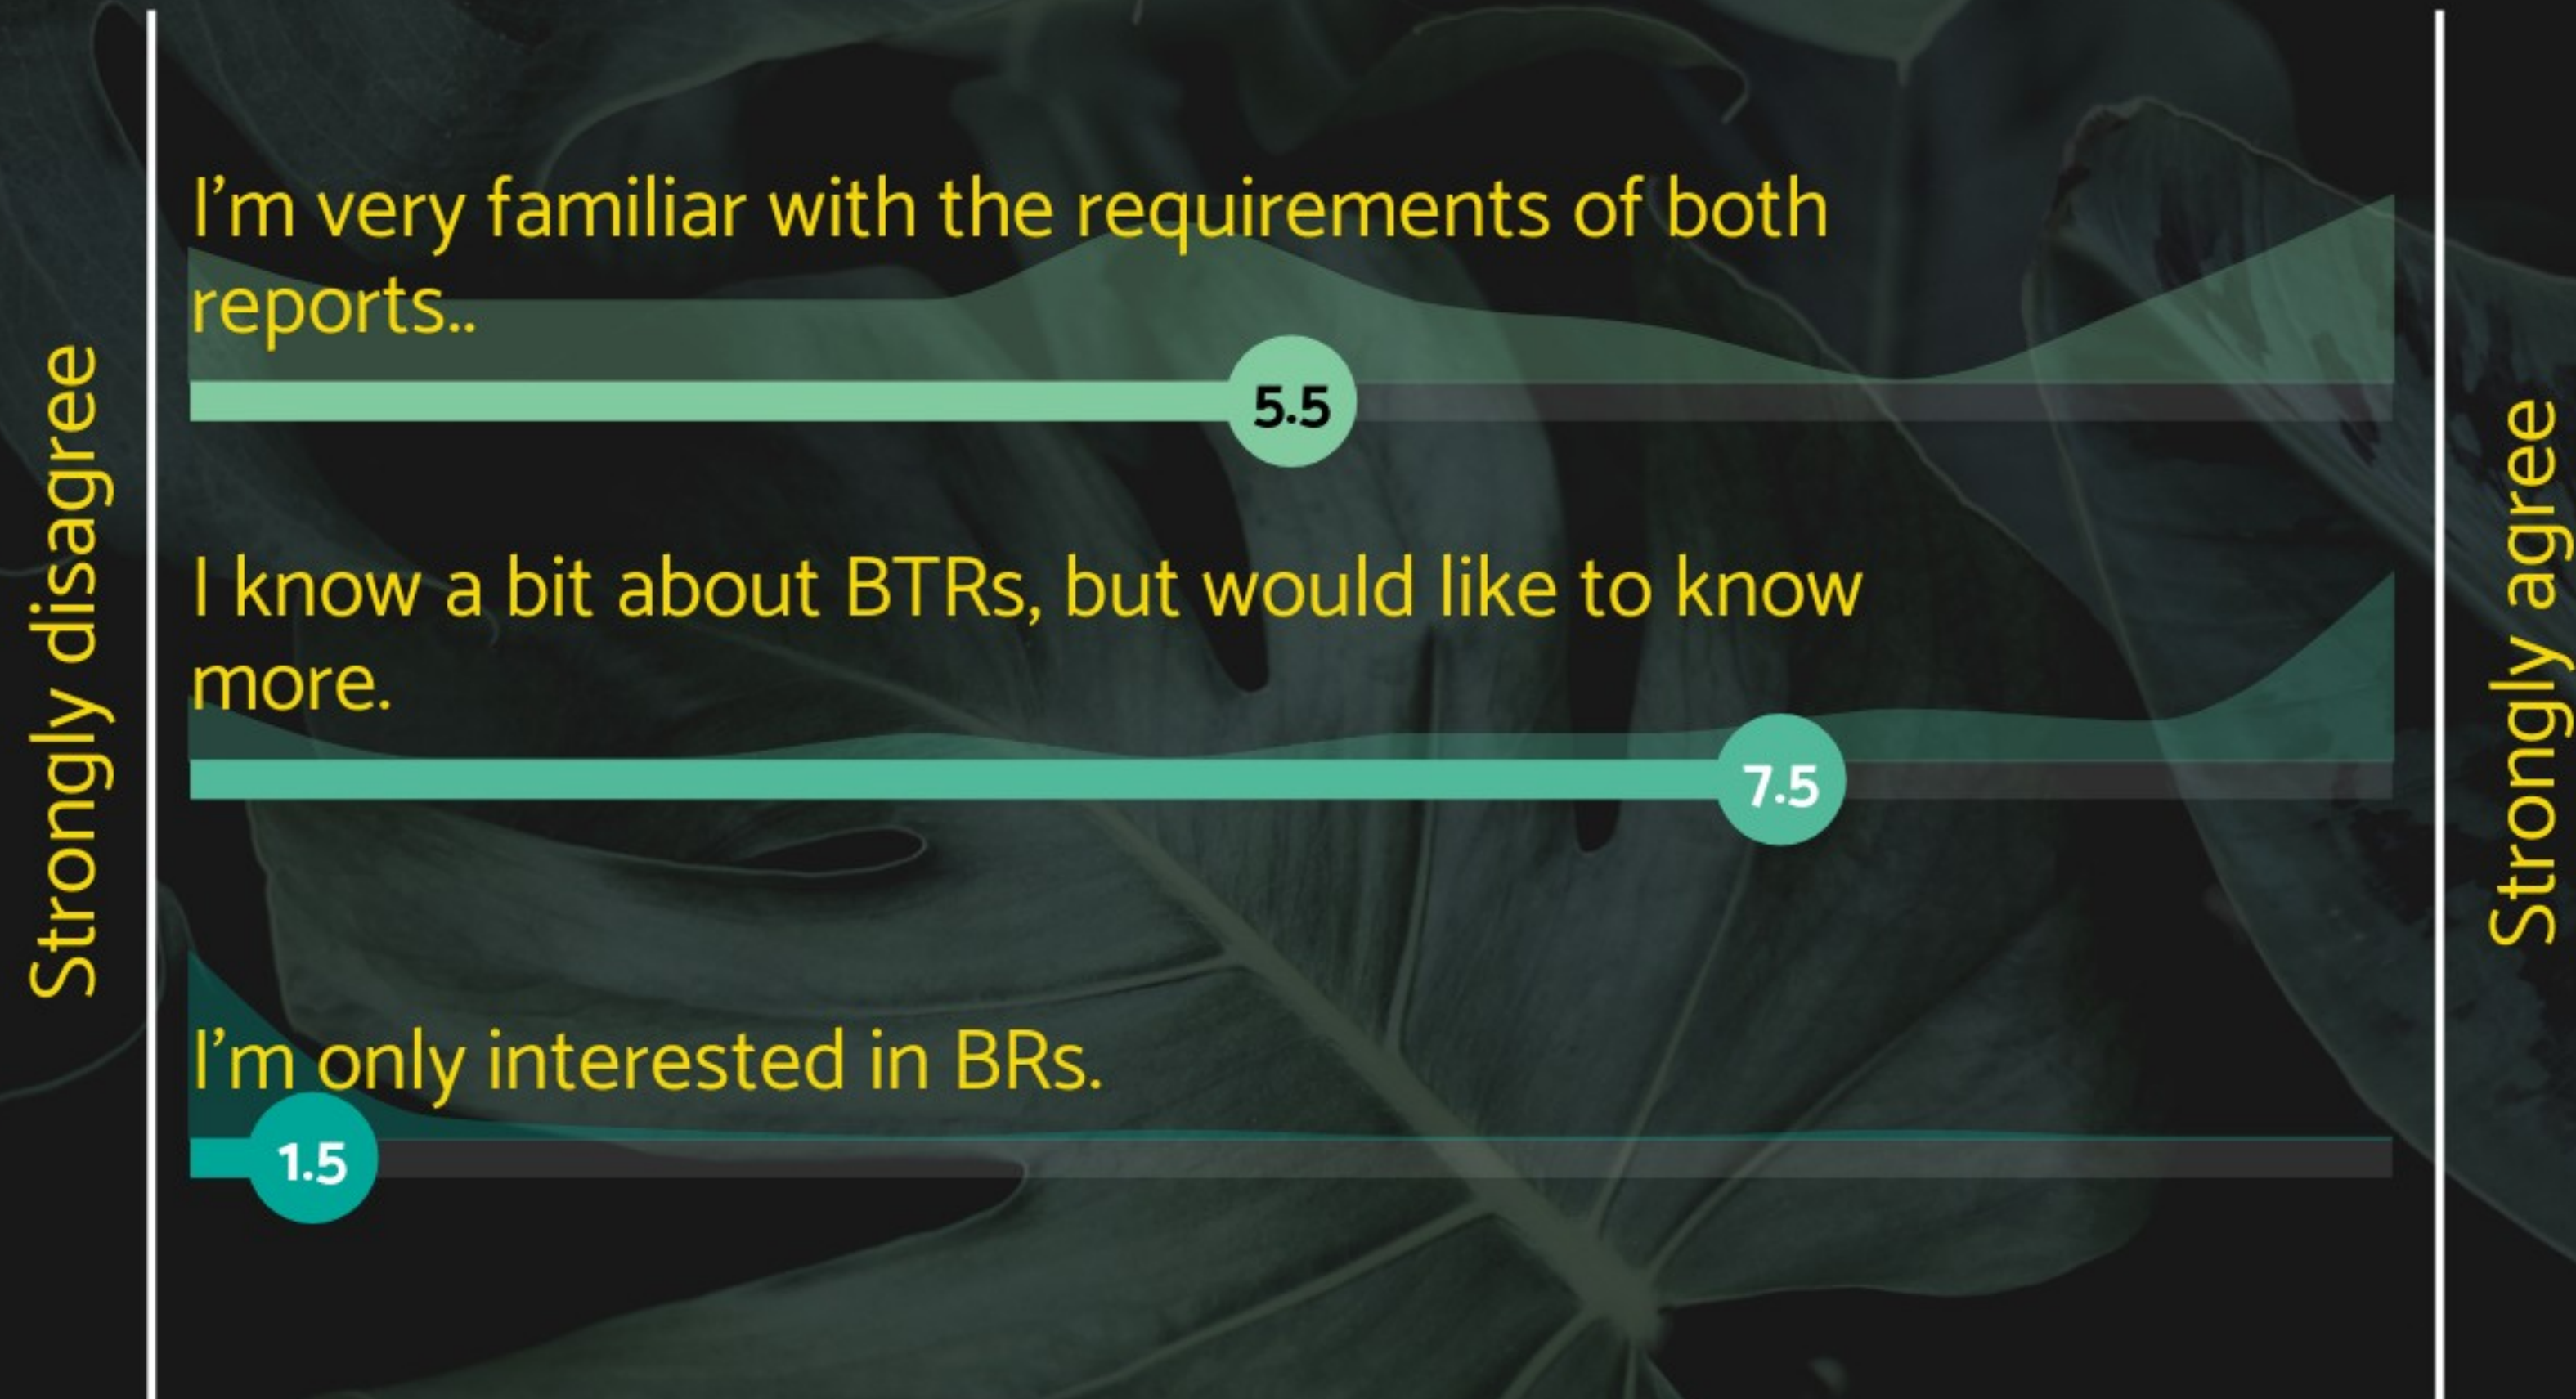 Strongly disagree
I'm very familiar with the requirements of both
reports..
5.5
I know a bit about BTRs, but would like to know
more.
7.5
I'm only interested in BRs.
1.5
Strongly agree